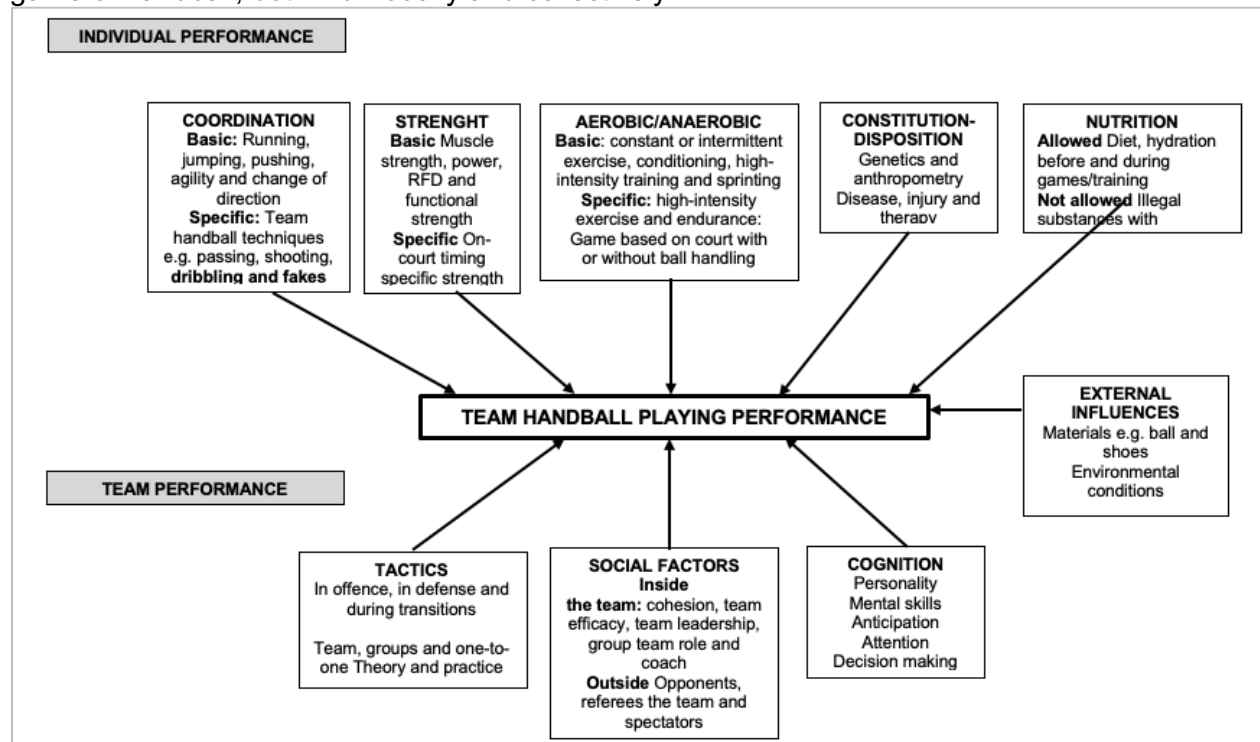 INDIVIDUAL PERFORMANCE
COORDINATION
Basic: Running,
jumping, pushing,
agility and change of
direction
Specific: Team
handball techniques
e.g. passing, shooting,
dribbling and fakes
STRENGHT
Basic Muscle
strength, power,
RFD and
functional
strength
Specific On-
court timing
specific strength
AEROBIC/ANAEROBIC
Basic: constant or intermittent
exercise, conditioning, high-
intensity training and sprinting
Specific: high-intensity
exercise and endurance:
Game based on court with
or without ball handling
CONSTITUTION-
DISPOSITION
Genetics and
anthropometry
Disease, injury and
therapy
NUTRITION
Allowed Diet, hydration
before and during
games/training
Not allowed Illegal
substances with
TEAM HANDBALL PLAYING PERFORMANCE
EXTERNAL
INFLUENCES
Materials e.g. ball and
shoes
Environmental
conditions
TEAM PERFORMANCE
TACTICS
In offence, in defense and
during transitions
Team, groups and one-to-
one Theory and practice
SOCIAL FACTORS
Inside
the team: cohesion, team
efficacy, team leadership,
group team role and
coach
Outside Opponents,
referees the team and
spectators
COGNITION
Personality
Mental skills
Anticipation
Attention
Decision making